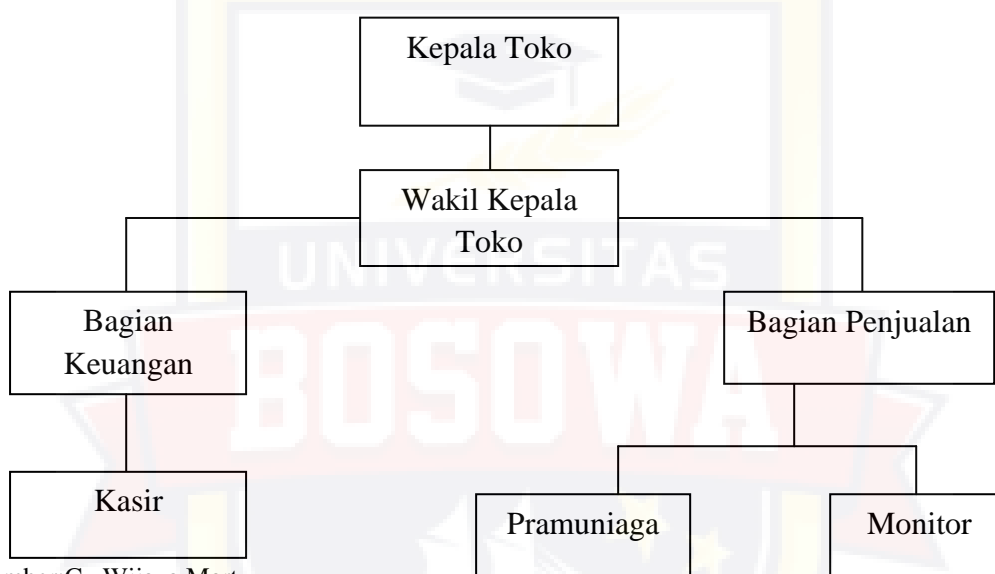 Kepala Toko
Wakil Kepala
Toko
UNIVERSITAS
BOSOWA
Bagian
Keuangan
Bagian Penjualan
Kasir
Pramuniaga
Monitor